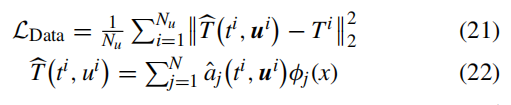 ℒ_Data = 1/N_u ∑_{i=1}^{N_u} ‖T̂(t^i, 𝒖^i) − T^i‖_2^2 (21)
T̂(t^i, u^i) = ∑_{j=1}^{N} â_j(t^i, 𝒖^i)ϕ_j(x) (22)